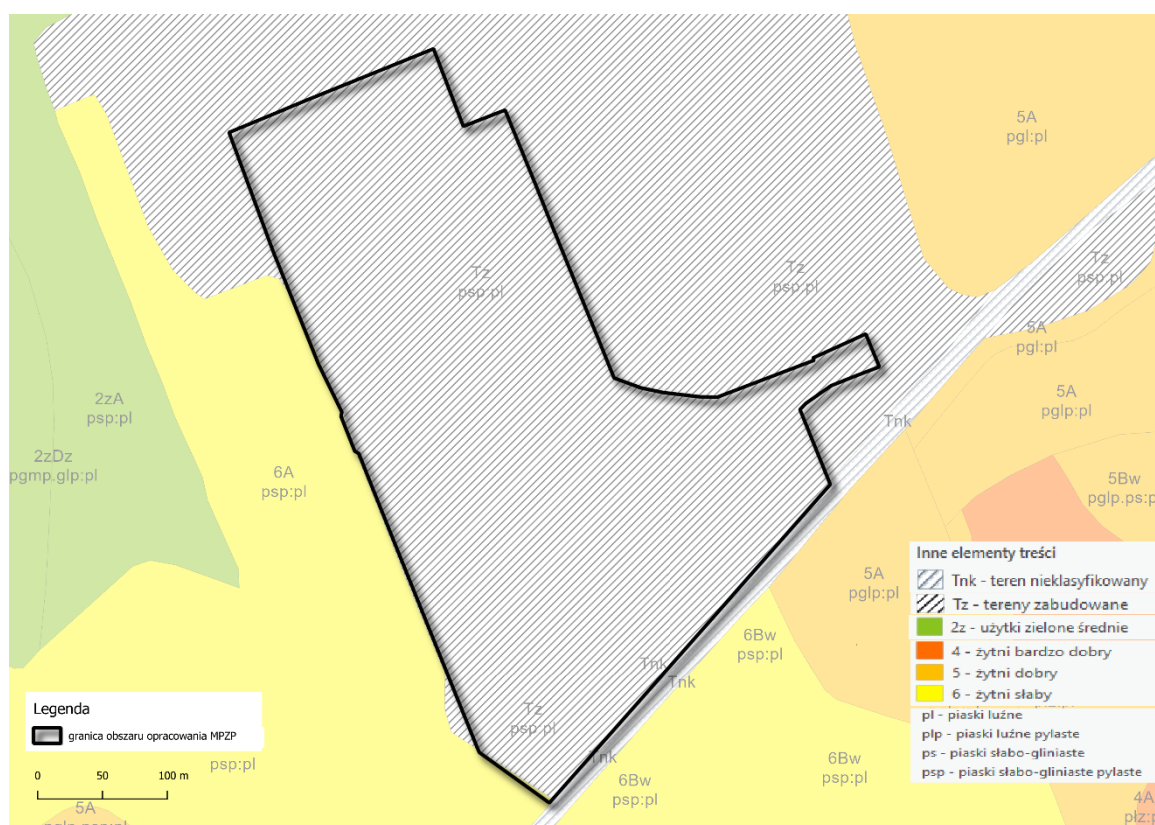 5A
pgl:pl
Tz
psp:pl
Tz
psp:pl
Tz
psp:pl
5A
pgl:pl
2zA
psp:pl
5A
pglp:pl
Tnk
2zDz
pgmp.glp:pl
6A
psp:pl
5Bw
pglp.ps:p
5A
pglp:pl
6Bw
psp:pl
Tnk
Tnk
Tz
psp:pl
Tnk
6Bw
psp:pl
6Bw
psp:pl
psp:pl
5A
4A
płz:p
Inne elementy treści
Tnk - teren nieklasyfikowany
Tz - tereny zabudowane
2z - użytki zielone średnie
4 - żytni bardzo dobry
5 - żytni dobry
6 - żytni słaby
pl - piaski luźne
plp - piaski luźne pylaste
ps - piaski słabo-gliniaste
psp - piaski słabo-gliniaste pylaste
Legenda
granica obszaru opracowania MPZP
0 50 100 m